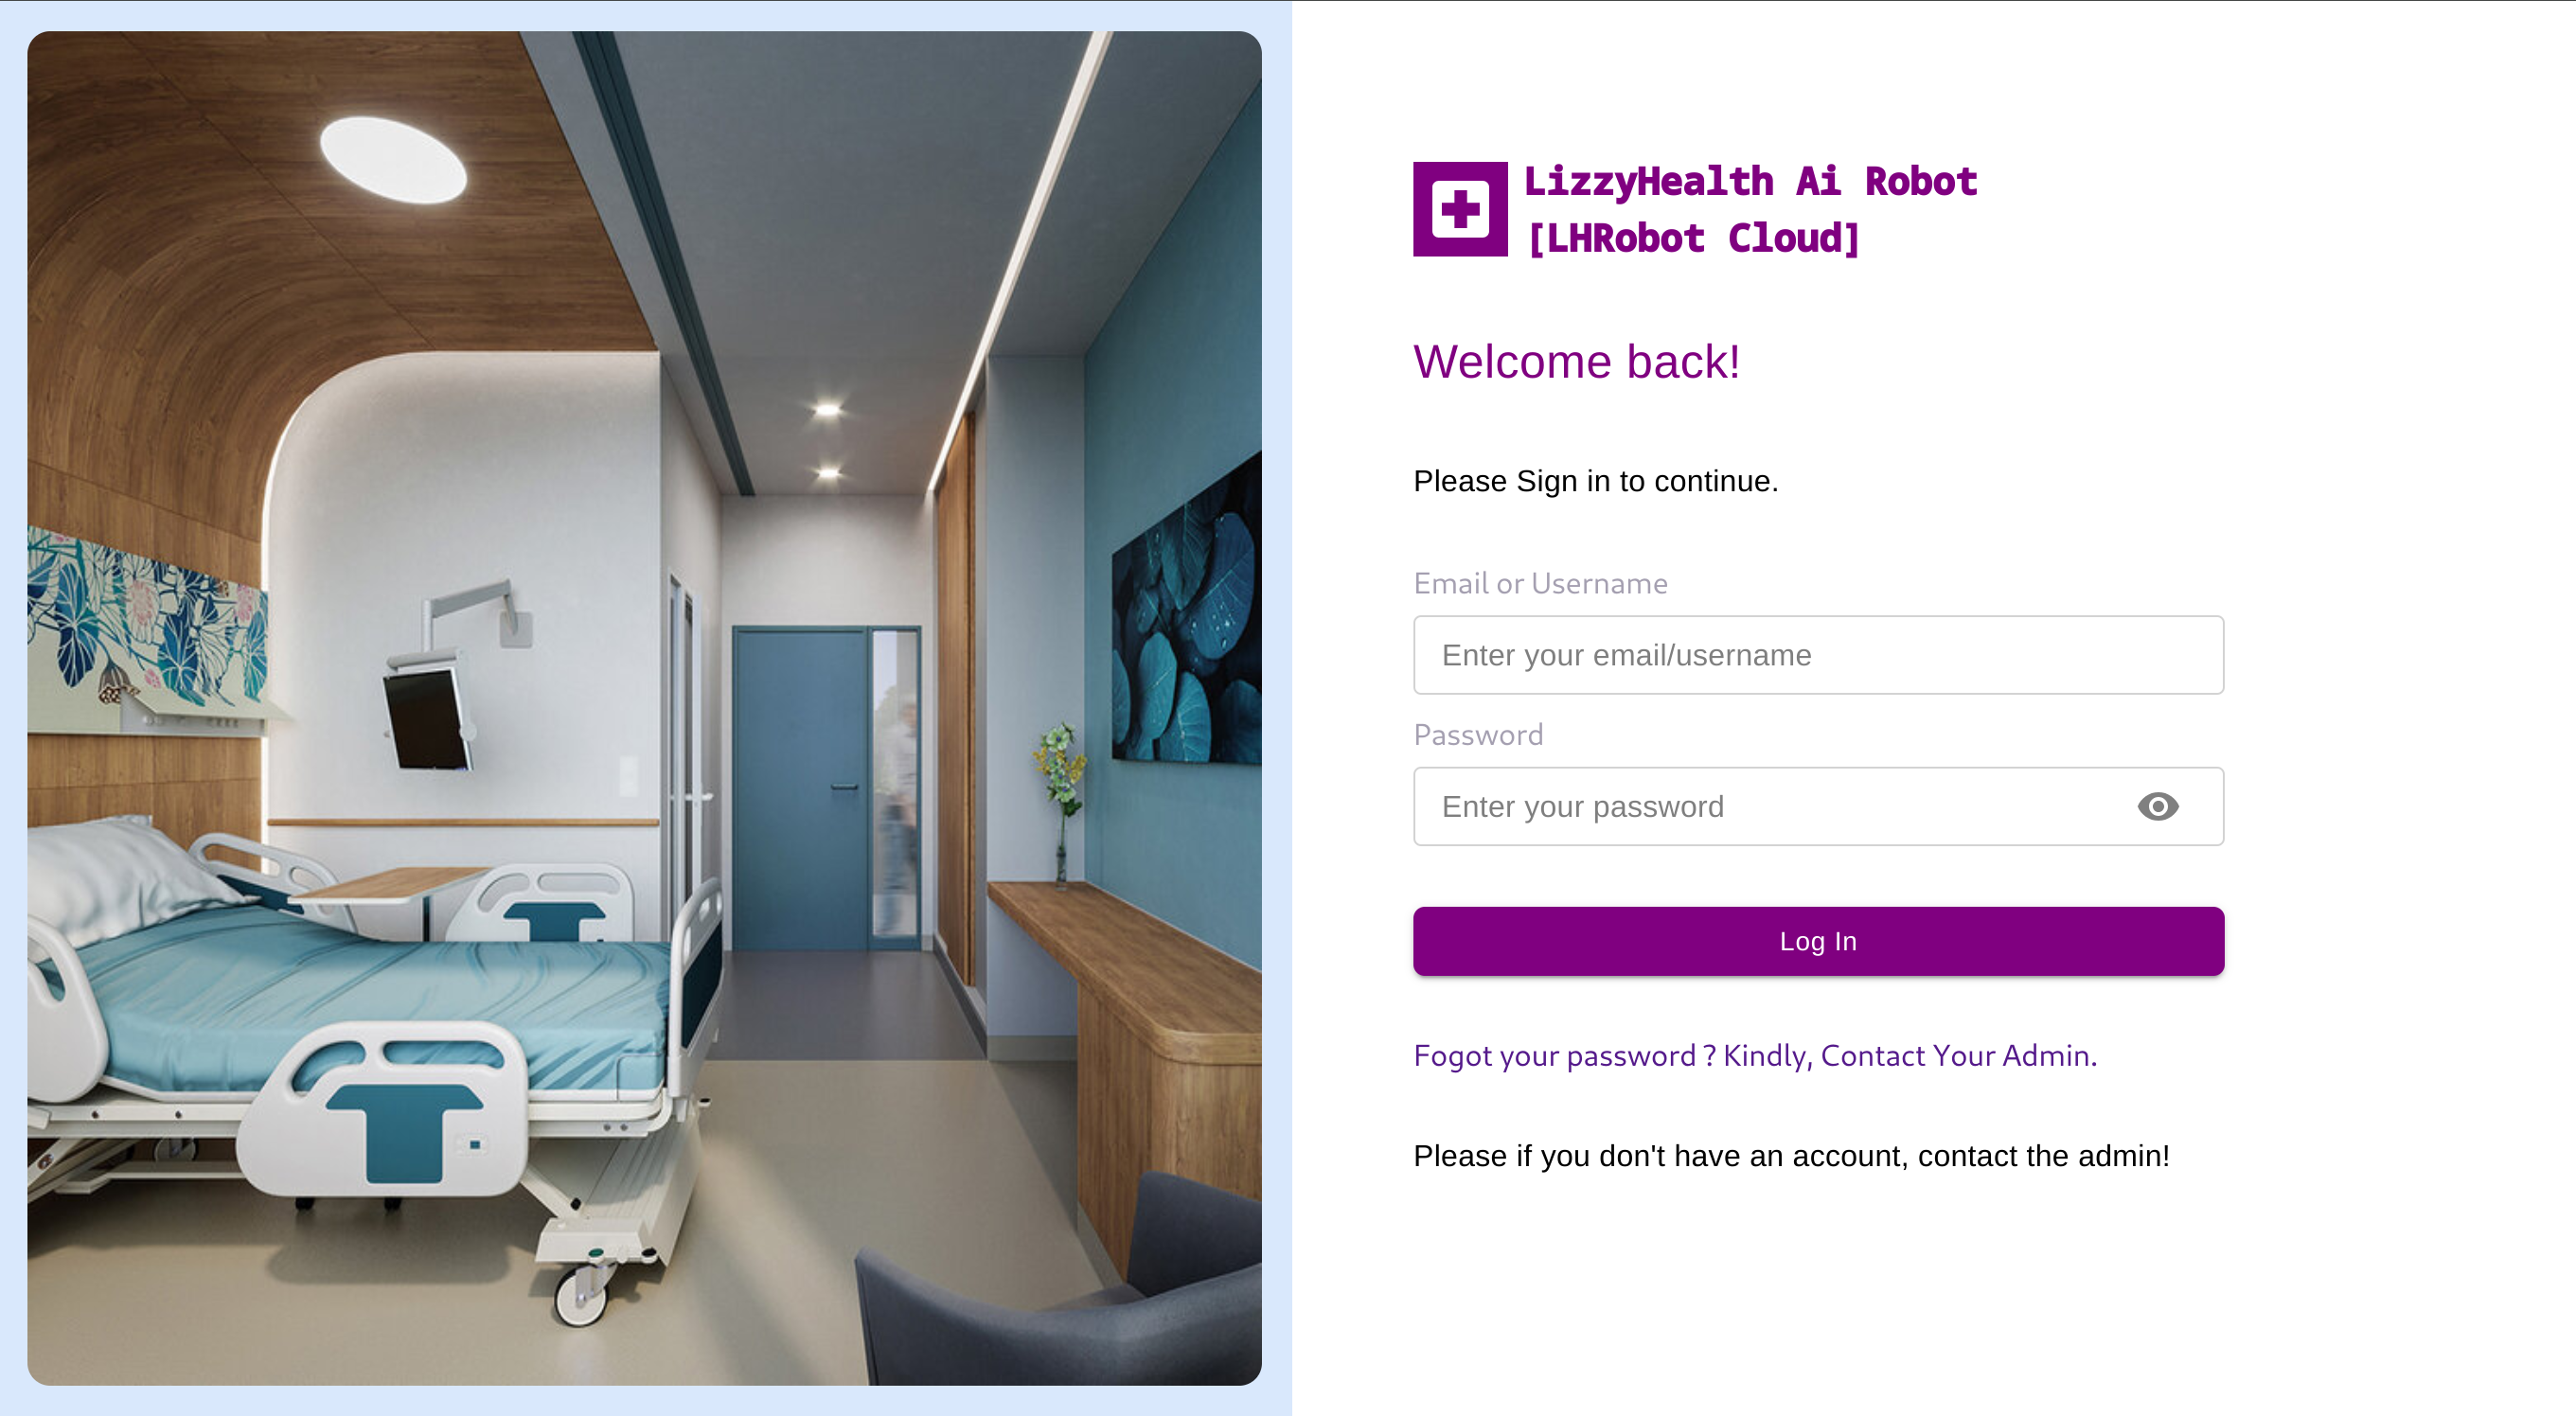 LizzyHealth Ai Robot
[LHRobot Cloud]
Welcome back!
Please Sign in to continue.
Email or Username
Enter your email/username
Password
Enter your password
Log In
Fogot your password ? Kindly, Contact Your Admin.
Please if you don't have an account, contact the admin!